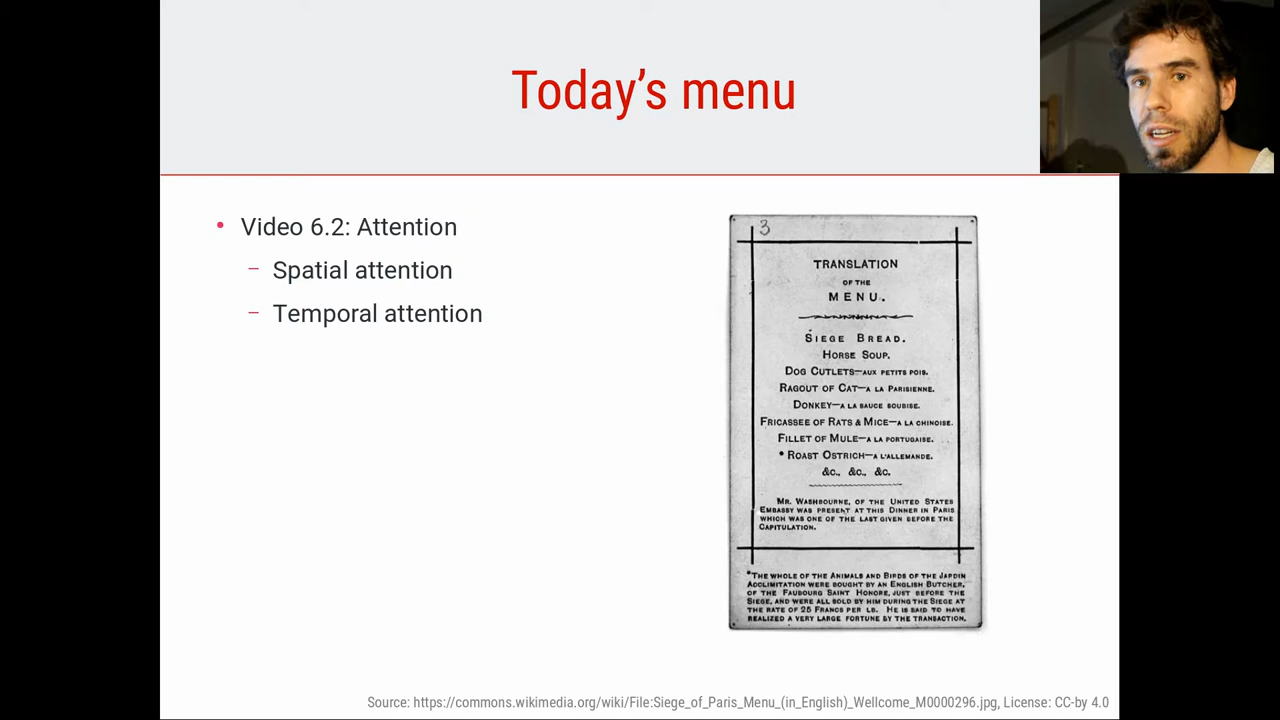 Today's menu
• Video 6.2: Attention
– Spatial attention
– Temporal attention
3
TRANSLATION
OF THE
MENU.
SIEGE BREAD.
HORSE SOUP.
DOG CUTLETS—AUX PETITS POIS.
RAGOUT OF CAT—A LA PARISIENNE.
DONKEY—A LA SAUCE SOUBISE.
FRICASSEE OF RATS & MICE—A LA CHINOISE.
FILLET OF MULE—A LA PORTUGAISE.
* ROAST OSTRICH—A L'ALLEMANDE.
&c., &c., &c.
MR. WASHBOURNE, OF THE UNITED STATES
EMBASSY WAS PRESENT AT THIS DINNER IN PARIS
WHICH WAS ONE OF THE LAST GIVEN BEFORE THE
CAPITULATION.
*THE WHOLE OF THE ANIMALS AND BIRDS OF THE JARDIN
ACCLIMITATION WERE BOUGHT BY AN ENGLISH BUTCHER,
OF THE FAUBOURG SAINT HONORE, JUST BEFORE THE
SIEGE, AND WERE ALL SOLD BY HIM DURING THE SIEGE AT
THE RATE OF 25 FRANCS PER LB. HE IS SAID TO HAVE
REALIZED A VERY LARGE FORTUNE BY THE TRANSACTION.
Source: https://commons.wikimedia.org/wiki/File:Siege_of_Paris_Menu_(in_English)_Wellcome_M0000296.jpg, License: CC-by 4.0